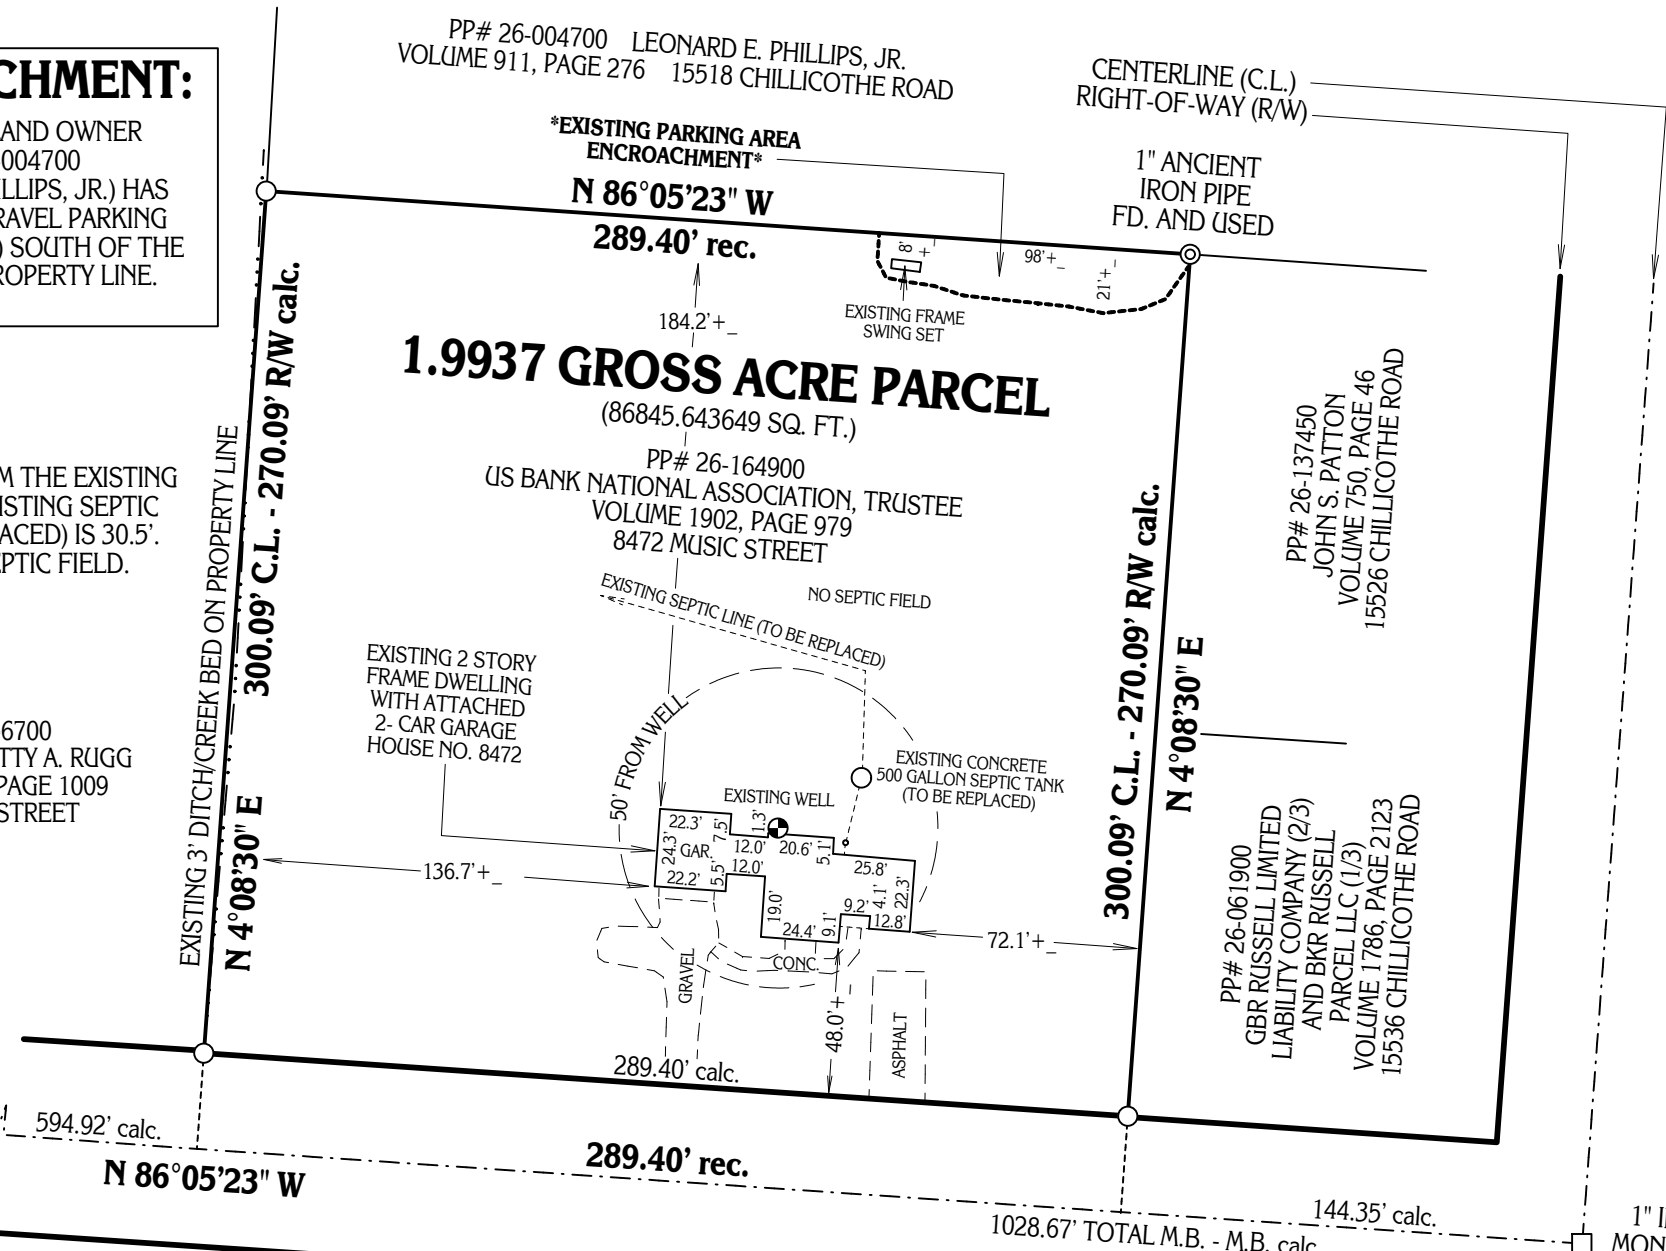 CHMENT:
AND OWNER
004700
ILLIPS, JR.) HAS
RAVEL PARKING
) SOUTH OF THE
ROPERTY LINE.
PP# 26-004700 LEONARD E. PHILLIPS, JR.
VOLUME 911, PAGE 276 15518 CHILLICOTHE ROAD
CENTERLINE (C.L.)
RIGHT-OF-WAY (R/W)
*EXISTING PARKING AREA
ENCROACHMENT*
1" ANCIENT
IRON PIPE
FD. AND USED
N 86°05'23" W
289.40' rec.
8'+_
98'+_
21'+_
EXISTING FRAME
SWING SET
184.2'+_
1.9937 GROSS ACRE PARCEL
(86845.643649 SQ. FT.)
PP# 26-164900
US BANK NATIONAL ASSOCIATION, TRUSTEE
VOLUME 1902, PAGE 979
8472 MUSIC STREET
M THE EXISTING
ISTING SEPTIC
ACED) IS 30.5'.
EPTIC FIELD.
6700
TTY A. RUGG
PAGE 1009
STREET
EXISTING 3' DITCH/CREEK BED ON PROPERTY LINE
N 4°08'30" E
300.09' C.L. - 270.09' R/W calc.
EXISTING SEPTIC LINE (TO BE REPLACED)
NO SEPTIC FIELD
EXISTING 2 STORY
FRAME DWELLING
WITH ATTACHED
2- CAR GARAGE
HOUSE NO. 8472
50' FROM WELL
EXISTING CONCRETE
500 GALLON SEPTIC TANK
(TO BE REPLACED)
EXISTING WELL
22.3'
7.5'
1.3'
24.3'
GAR.
12.0'
20.6'
5.1'
25.8'
22.2'
5.5'
12.0'
19.0'
9.2'
4.1'
22.3'
24.4'
9.1'
12.8'
136.7'+_
72.1'+_
GRAVEL
CONC.
48.0'+_
ASPHALT
300.09' C.L. - 270.09' R/W calc.
N 4°08'30" E
PP# 26-137450
JOHN S. PATTON
VOLUME 750, PAGE 46
15526 CHILLICOTHE ROAD
PP# 26-061900
GBR RUSSELL LIMITED
LIABILITY COMPANY (2/3)
AND BKR RUSSELL
PARCEL LLC (1/3)
VOLUME 1786, PAGE 2123
15536 CHILLICOTHE ROAD
289.40' calc.
594.92' calc.
N 86°05'23" W
289.40' rec.
144.35' calc.
1028.67' TOTAL M.B. - M.B. calc.
1" I
MON